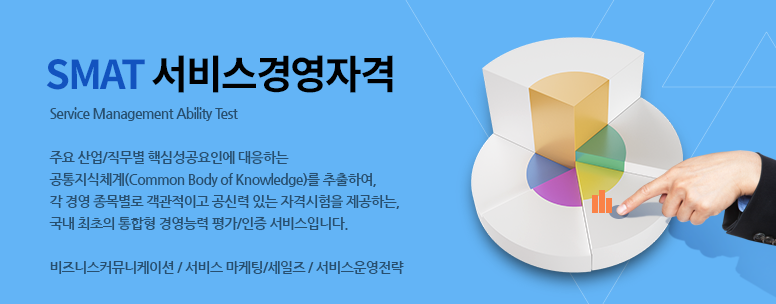 SMAT 서비스경영자격
Service Management Ability Test
주요 산업/직무별 핵심성공요인에 대응하는
공통지식체계(Common Body of Knowledge)를 추출하여,
각 경영 종목별로 객관적이고 공신력 있는 자격시험을 제공하는,
국내 최초의 통합형 경영능력 평가/인증 서비스입니다.
비즈니스커뮤니케이션 / 서비스 마케팅/세일즈 / 서비스운영전략